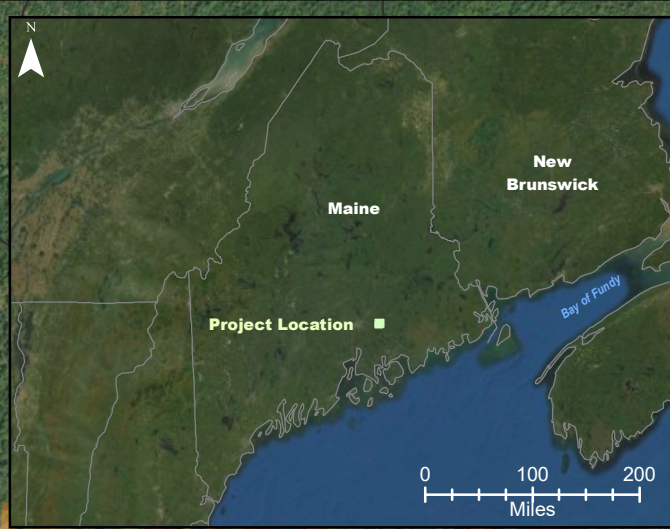 N
Maine
New
Brunswick
Project Location
Bay of Fundy
0 100 200
Miles